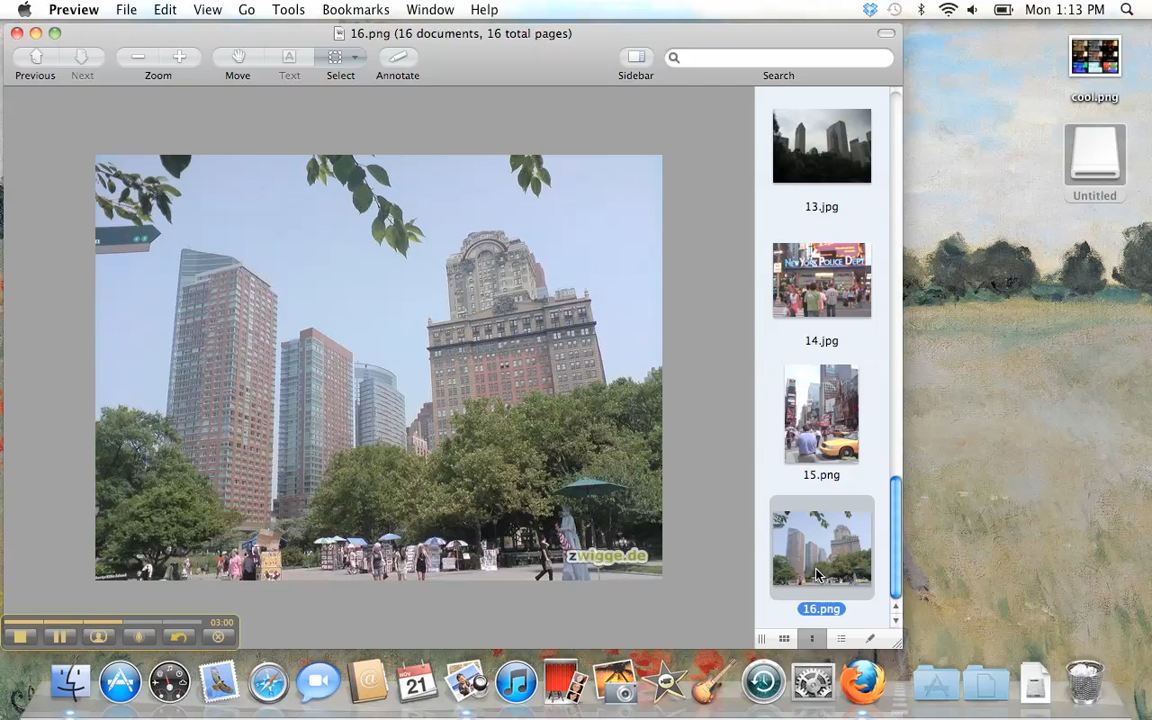 Preview File Edit View Go Tools Bookmarks Window Help Mon 1:13 PM
16.png (16 documents, 16 total pages)
Previous Next Zoom Move Text Select Annotate Sidebar Search
cool.png
Untitled
13.jpg
NEW YORK POLICE DEPT
14.jpg
15.png
zwigge.de
16.png
03:00
NOV
21